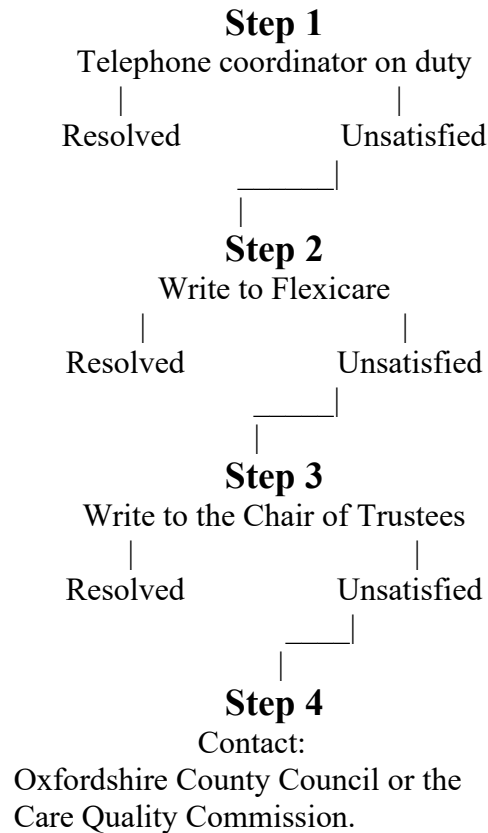 Step 1
Telephone coordinator on duty
Resolved Unsatisfied
Step 2
Write to Flexicare
Resolved Unsatisfied
Step 3
Write to the Chair of Trustees
Resolved Unsatisfied
Step 4
Contact:
Oxfordshire County Council or the
Care Quality Commission.